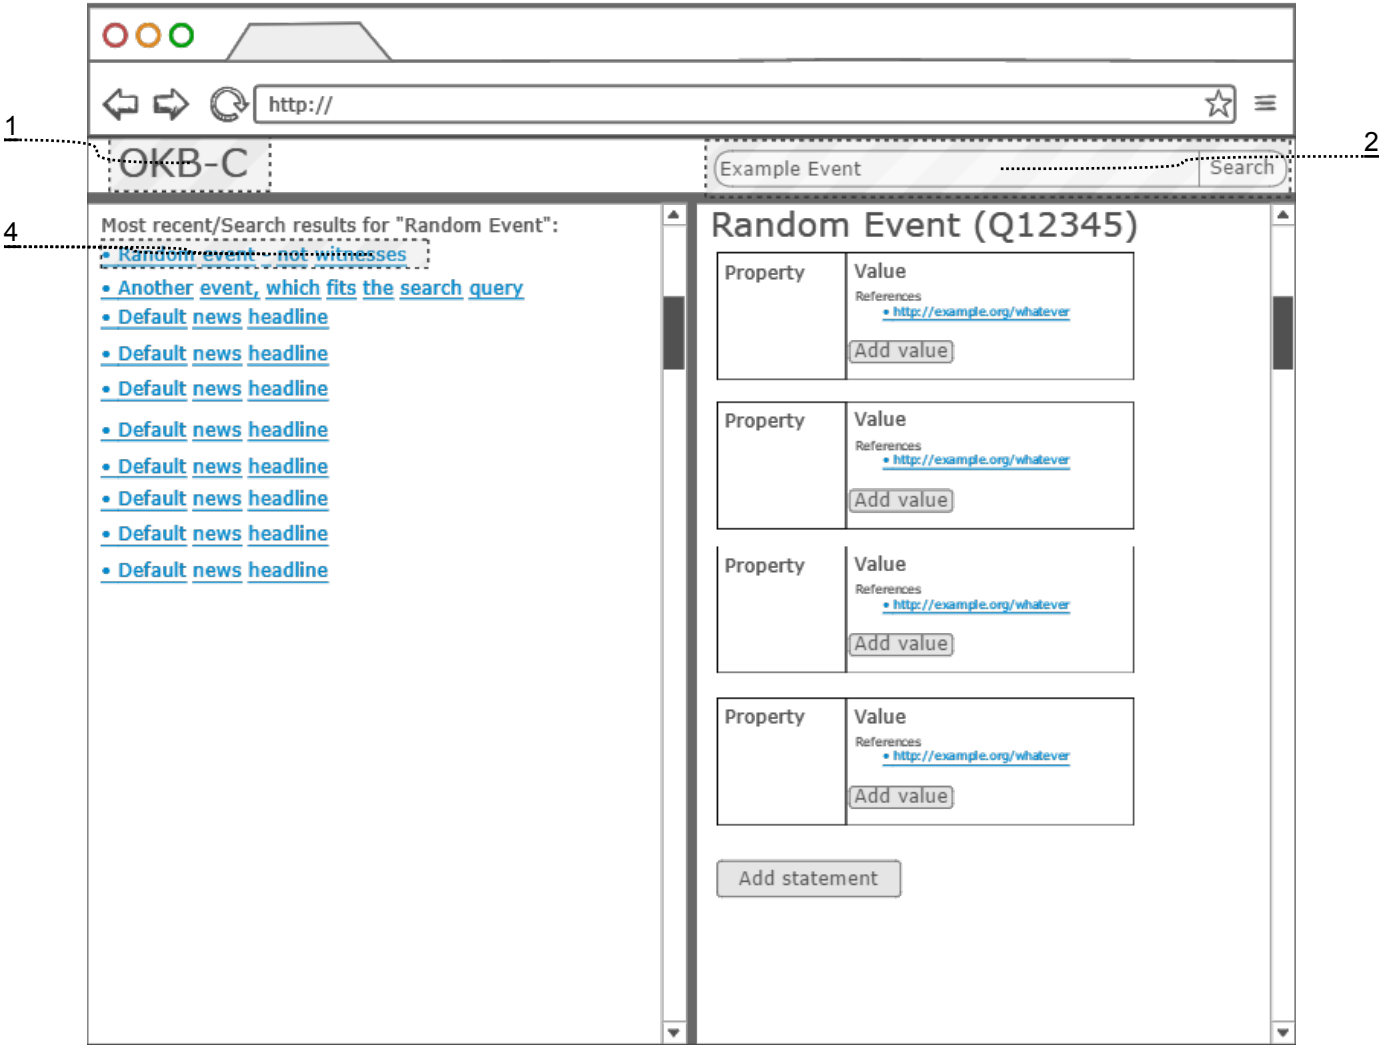 http://
1
OKB-C
2
Example Event Search
4
Most recent/Search results for "Random Event":
• Random event - not witnesses
• Another event, which fits the search query
• Default news headline
• Default news headline
• Default news headline
• Default news headline
• Default news headline
• Default news headline
• Default news headline
• Default news headline
Random Event (Q12345)
Property Value
References
• http://example.org/whatever
Add value
Property Value
References
• http://example.org/whatever
Add value
Property Value
References
• http://example.org/whatever
Add value
Property Value
References
• http://example.org/whatever
Add value
Add statement